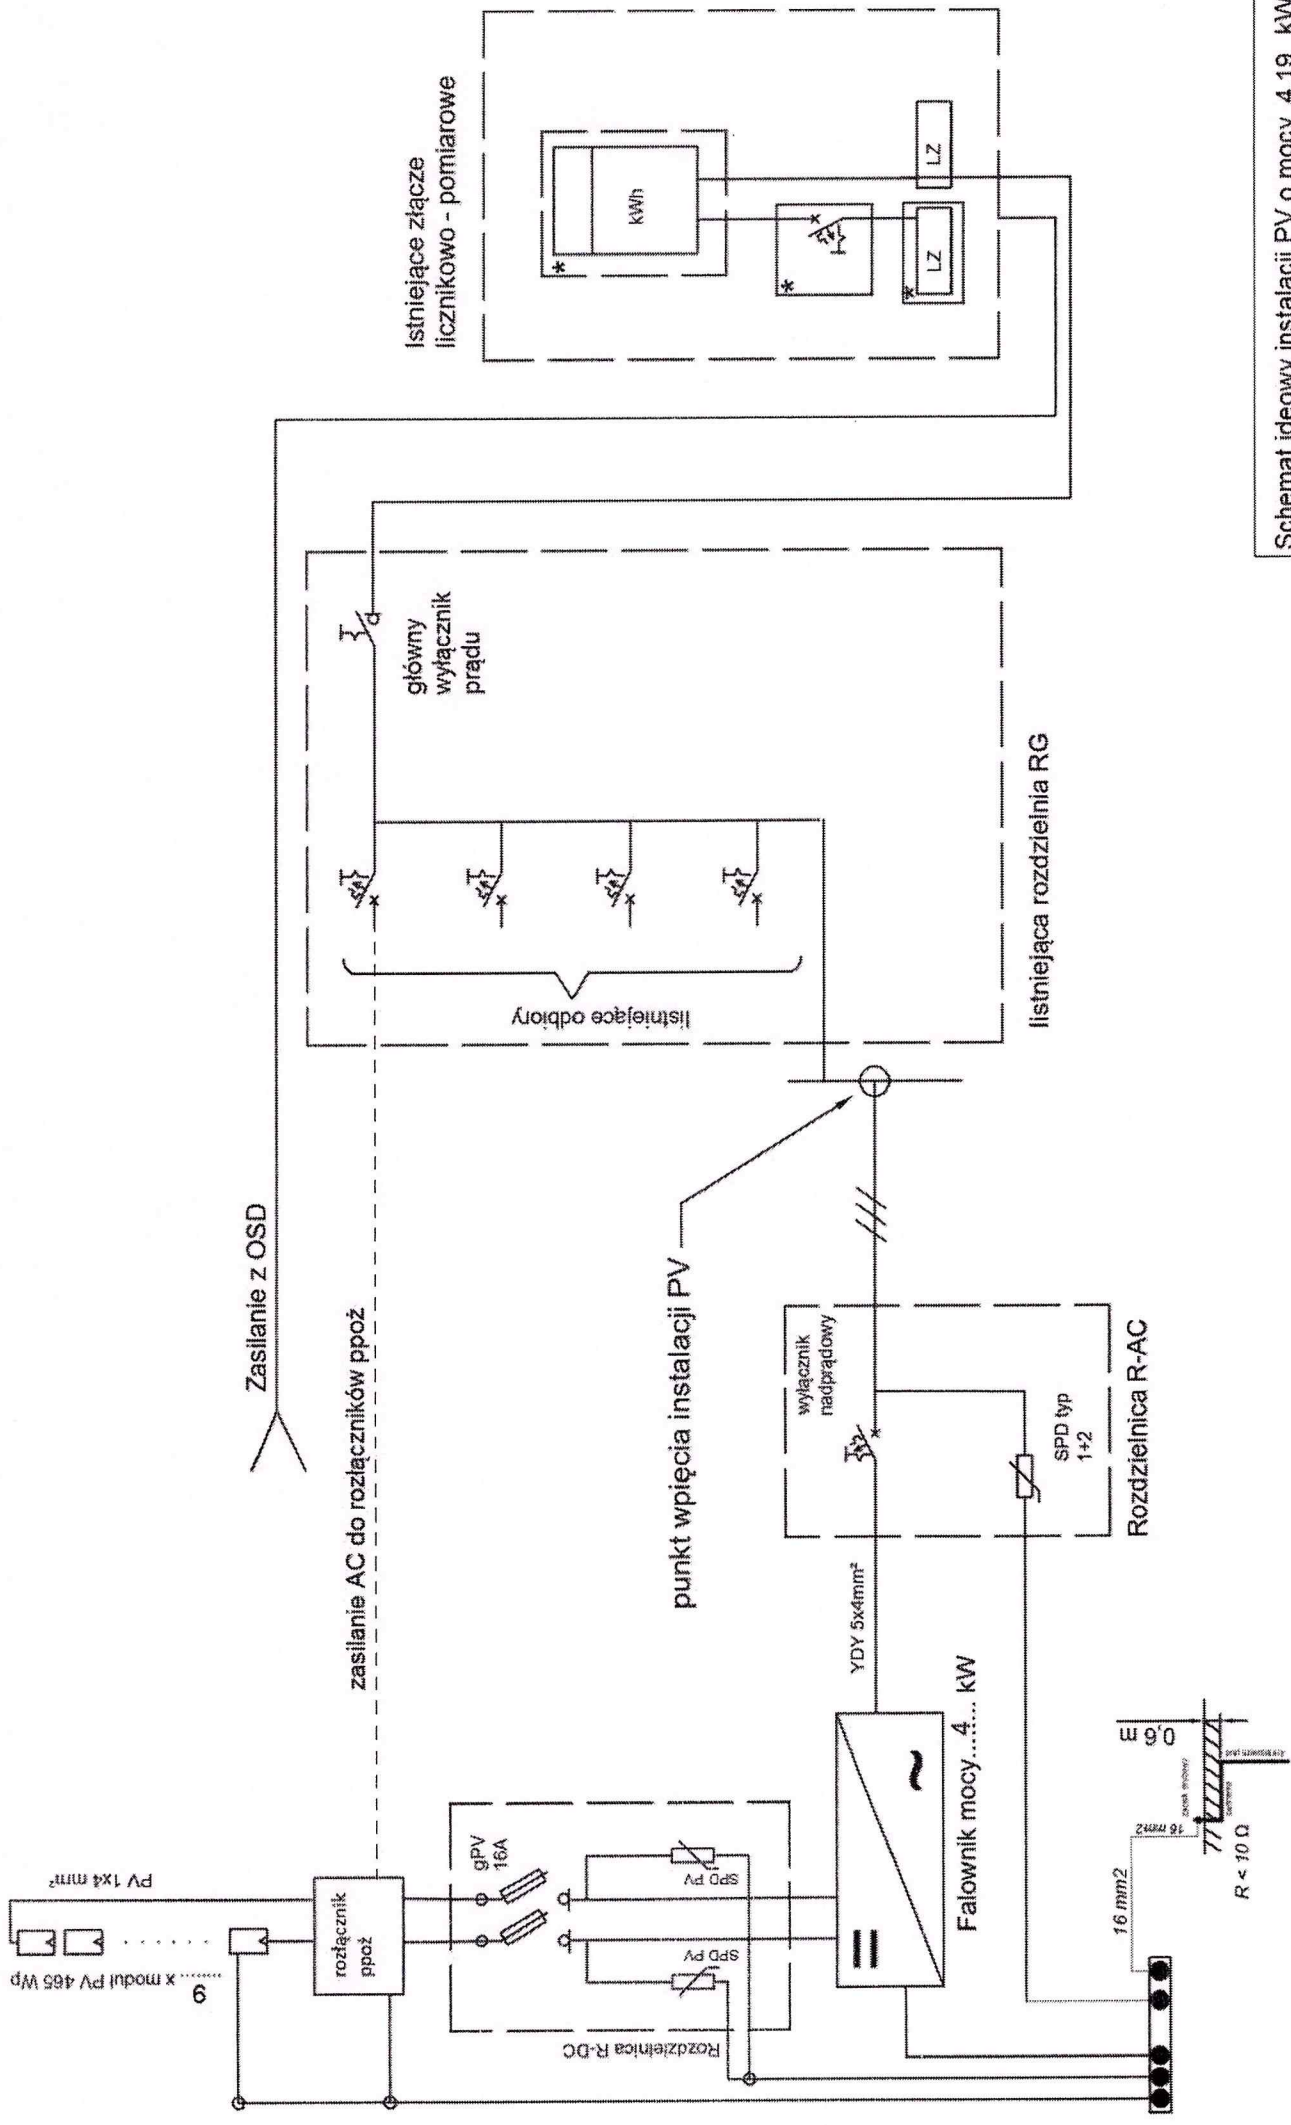 Istniejące złącze
licznikowo - pomiarowe
kWh
*
*
*
LZ
LZ
Zasilanie z OSD
główny
wyłącznik
prądu
Iistniejące odbiory
Iistniejąca rozdzielnia RG
zasilanie AC do rozłączników ppoż
punkt wpięcia instalacji PV
wyłącznik
nadprądowy
SPD typ
1+2
Rozdzielnica R-AC
YDY 5x4mm²
Falownik mocy....4.... kW
PV 1x4 mm²
9
........ x moduł PV 465 Wp
rozłącznik
ppoż
gPV
16A
SPD PV
SPD PV
Rozdzielnica R-DC
16 mm2
16 mm2
0,6 m
R < 10 Ω
Schemat ideowy instalacji PV o mocy 4,19 kW